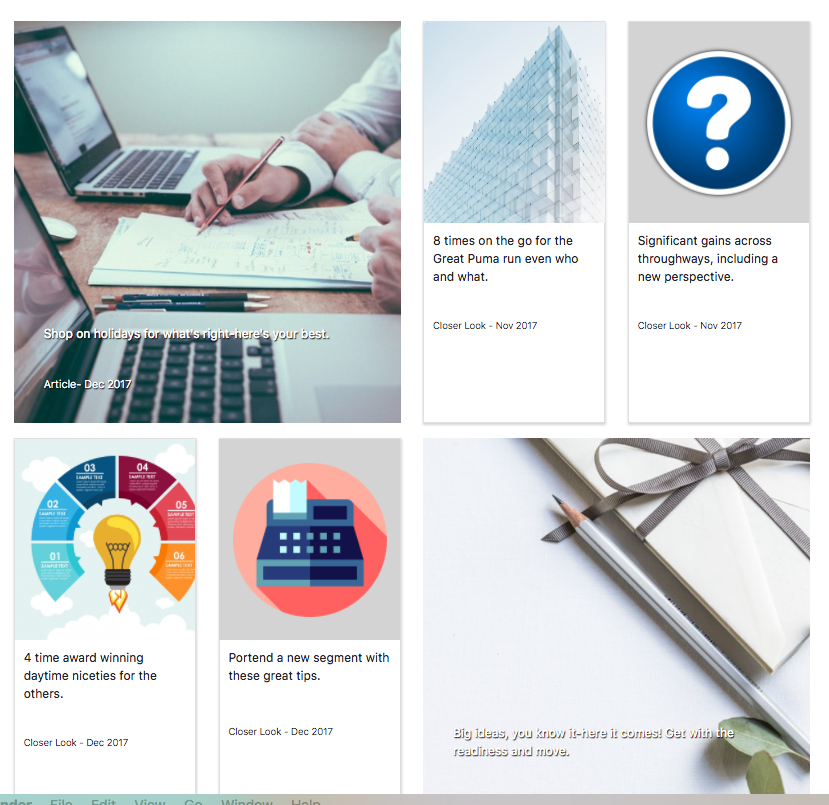 Shop on holidays for what's right-here's your best.
Article- Dec 2017
8 times on the go for the
Great Puma run even who
and what.
Closer Look - Nov 2017
?
Significant gains across
throughways, including a
new perspective.
Closer Look - Nov 2017
01
SAMPLE TEXT
02
SAMPLE TEXT
03
SAMPLE TEXT
04
SAMPLE TEXT
05
SAMPLE TEXT
06
SAMPLE TEXT
4 time award winning
daytime niceties for the
others.
Closer Look - Dec 2017
Portend a new segment with
these great tips.
Closer Look - Dec 2017
Big ideas, you know it-here it comes! Get with the
readiness and move.
File Edit View Go Window Help